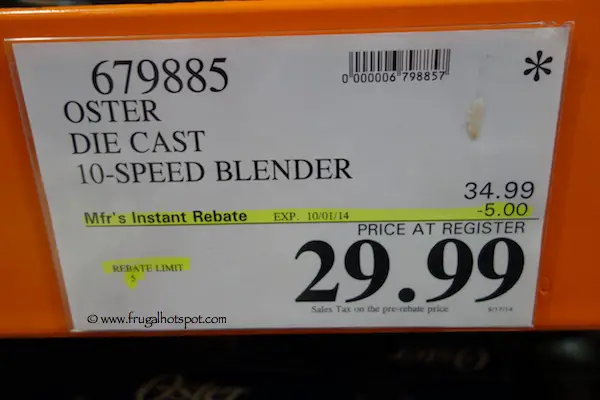 679885
0 000006 798857
*
OSTER
DIE CAST
10-SPEED BLENDER
34.99
Mfr's Instant Rebate EXP. 10/01/14 -5.00
PRICE AT REGISTER
29.99
REBATE LIMIT
5
Sales Tax on the pre-rebate price
© www.frugalhotspot.com
Oster
Oster